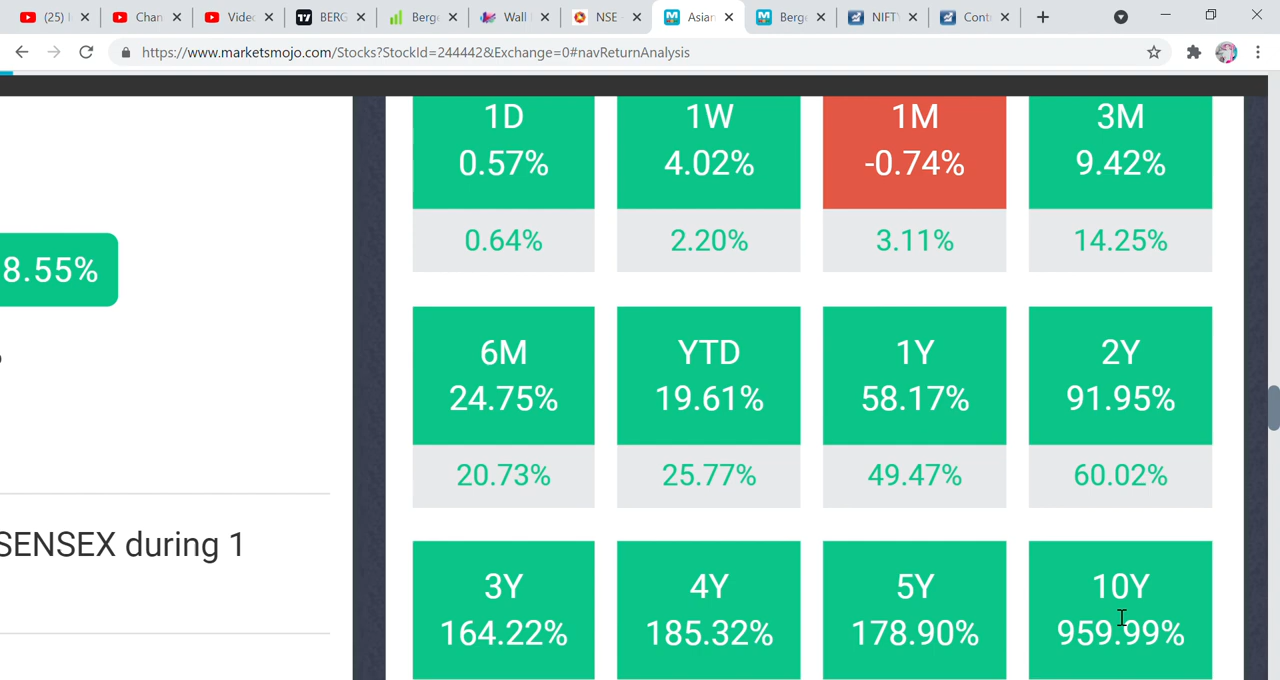 (25) Chan Video BERG Berge Wall NSE - Asian Berge NIFTY Cont
https://www.marketsmojo.com/Stocks?StockId=244442&Exchange=0#navReturnAnalysis
1D 1W 1M 3M
0.57% 4.02% -0.74% 9.42%
0.64% 2.20% 3.11% 14.25%
8.55%
6M YTD 1Y 2Y
24.75% 19.61% 58.17% 91.95%
20.73% 25.77% 49.47% 60.02%
SENSEX during 1
3Y 4Y 5Y 10Y
164.22% 185.32% 178.90% 959.99%